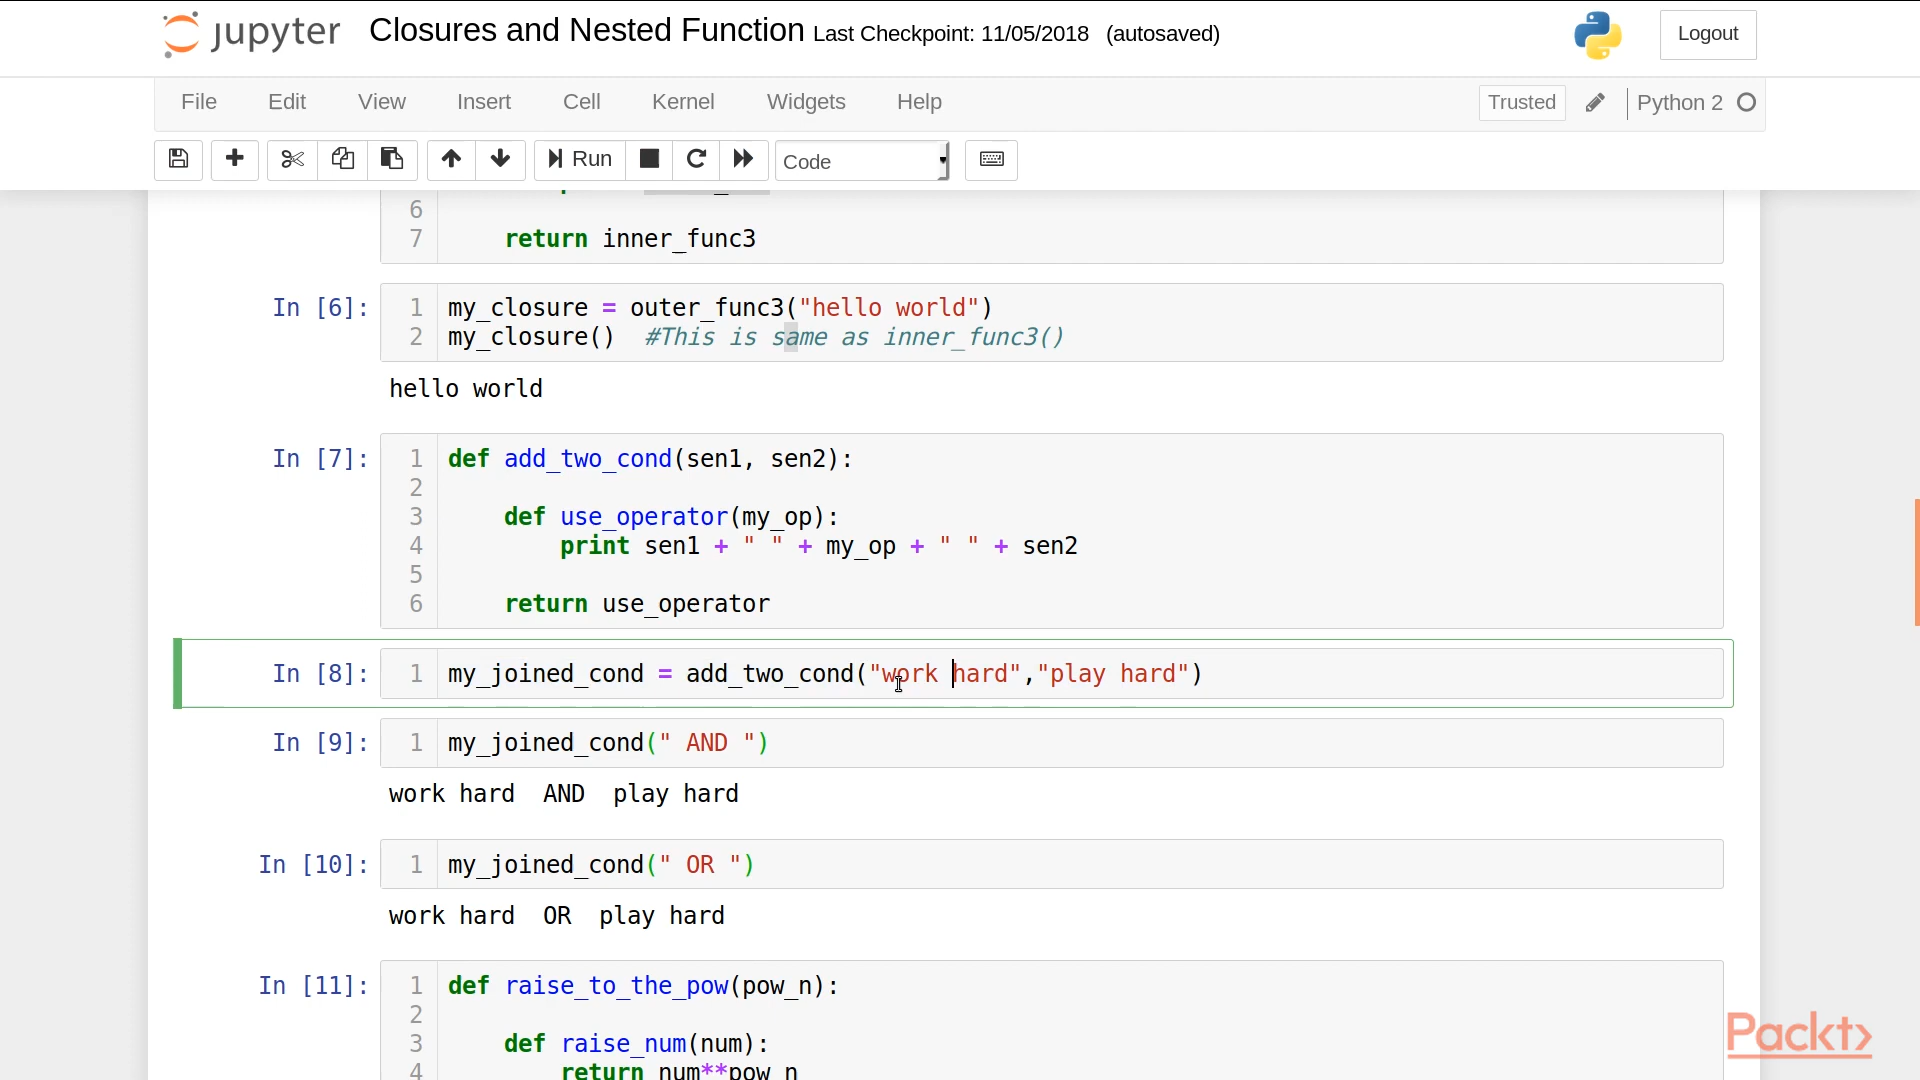 jupyter Closures and Nested Function Last Checkpoint: 11/05/2018 (autosaved) Logout
File Edit View Insert Cell Kernel Widgets Help Trusted Python 2
Run Code
6
7 return inner_func3
In [6]: 1 my_closure = outer_func3("hello world")
2 my_closure() #This is same as inner_func3()
hello world
In [7]: 1 def add_two_cond(sen1, sen2):
2
3 def use_operator(my_op):
4 print sen1 + " " + my_op + " " + sen2
5
6 return use_operator
In [8]: 1 my_joined_cond = add_two_cond("work hard","play hard")
In [9]: 1 my_joined_cond(" AND ")
work hard  AND  play hard
In [10]: 1 my_joined_cond(" OR ")
work hard  OR  play hard
In [11]: 1 def raise_to_the_pow(pow_n):
2
3 def raise_num(num):
4 return num**pow_n
Packt>